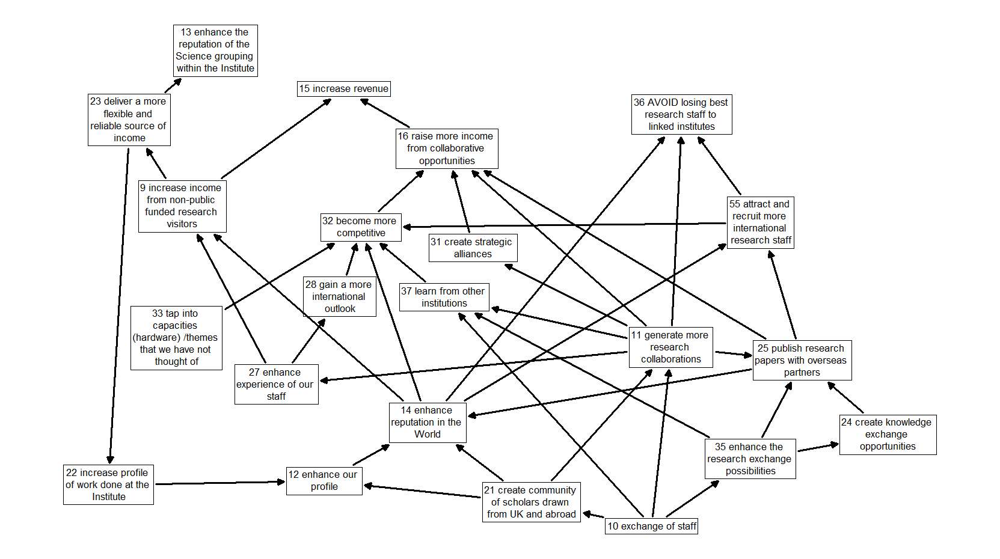 13 enhance the
reputation of the
Science grouping
within the Institute
15 increase revenue
23 deliver a more
flexible and
reliable source of
income
36 AVOID losing best
research staff to
linked institutes
16 raise more income
from collaborative
opportunities
9 increase income
from non-public
funded research
visitors
55 attract and
recruit more
international
research staff
32 become more
competitive
31 create strategic
alliances
28 gain a more
international
outlook
37 learn from other
institutions
33 tap into
capacities
(hardware) /themes
that we have not
thought of
11 generate more
research
collaborations
25 publish research
papers with overseas
partners
27 enhance
experience of our
staff
14 enhance
reputation in the
World
24 create knowledge
exchange
opportunities
35 enhance the
research exchange
possibilities
22 increase profile
of work done at the
Institute
12 enhance our
profile
21 create community
of scholars drawn
from UK and abroad
10 exchange of staff